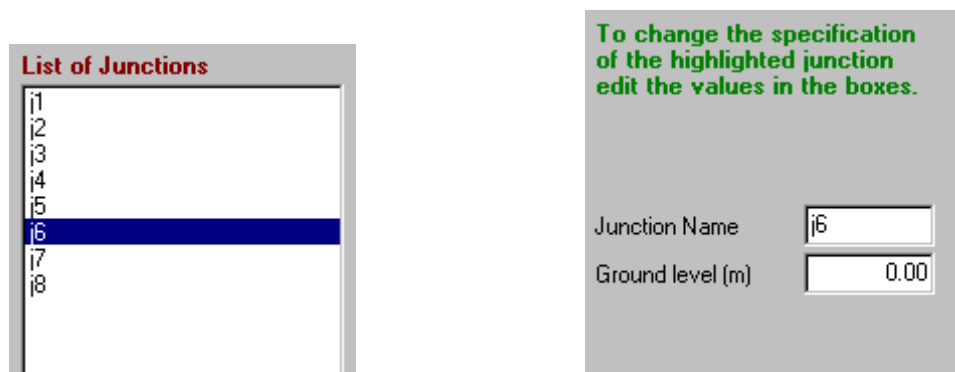 List of Junctions
j1
j2
j3
j4
j5
j6
j7
j8
To change the specification
of the highlighted junction
edit the values in the boxes.
Junction Name j6
Ground level (m) 0.00